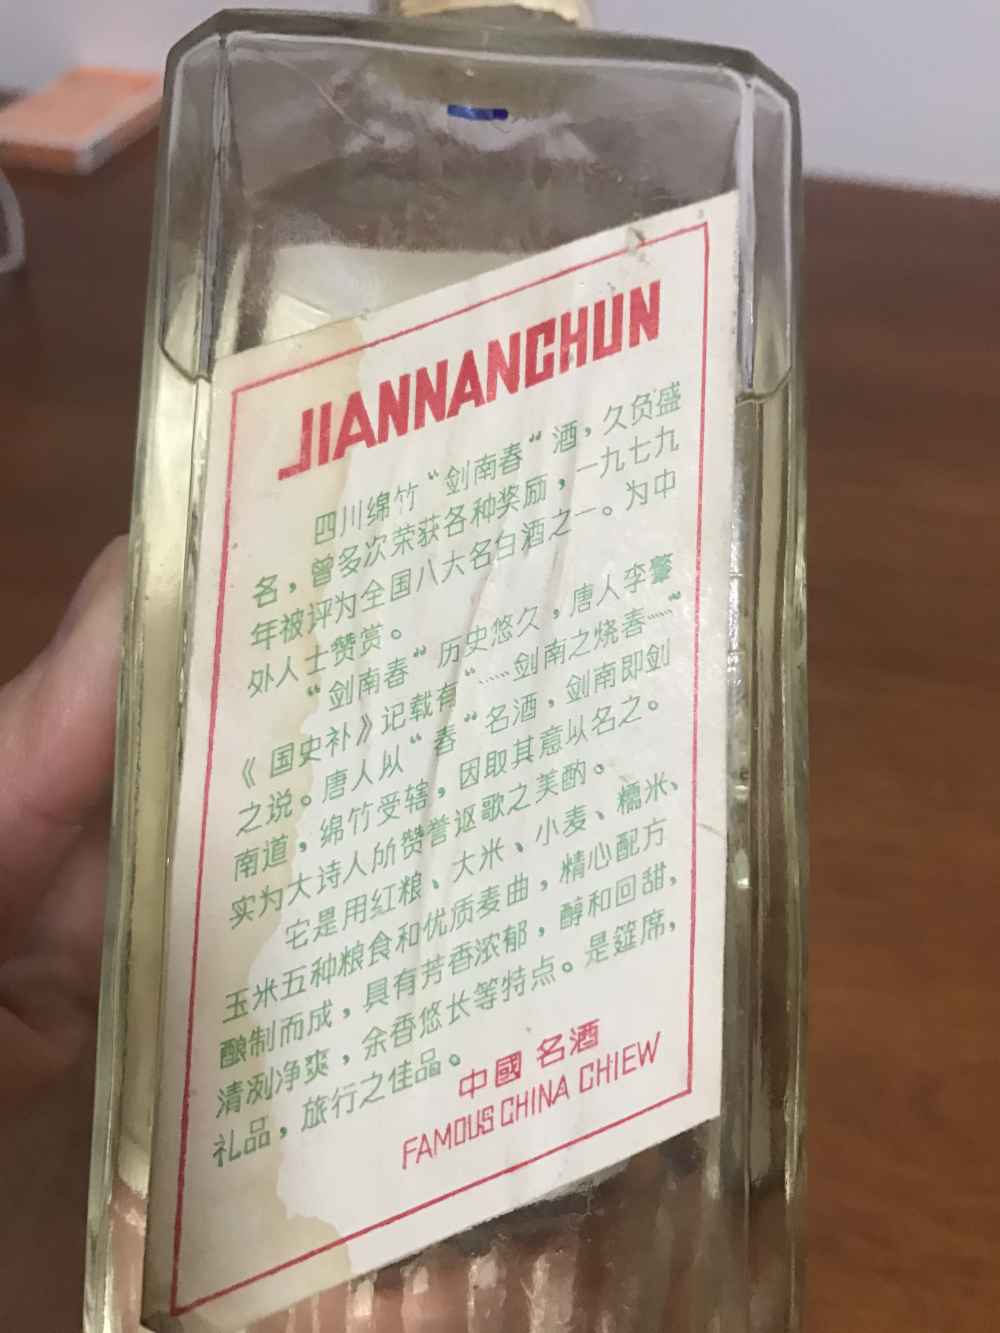 JIANNANCHUN
四川绵竹“剑南春”酒，久负盛
名，曾多次荣获各种奖励，一九七九
年被评为全国八大名白酒之一。为中
外人士赞赏。
“剑南春”历史悠久，唐人李肇
《国史补》记载有“……剑南之烧春……”
之说。唐人以“春”名酒，剑南即剑
南道，绵竹受辖，因取其意以名之。
实为大诗人所赞誉讴歌之美酌。
它是用红粮、大米、小麦、糯米、
玉米五种粮食和优质麦曲，精心配方
酿制而成，具有芳香浓郁，醇和回甜，
清洌净爽，余香悠长等特点。是筵席，
礼品，旅行之佳品。
中國名酒
FAMOUS CHINA CHIEW